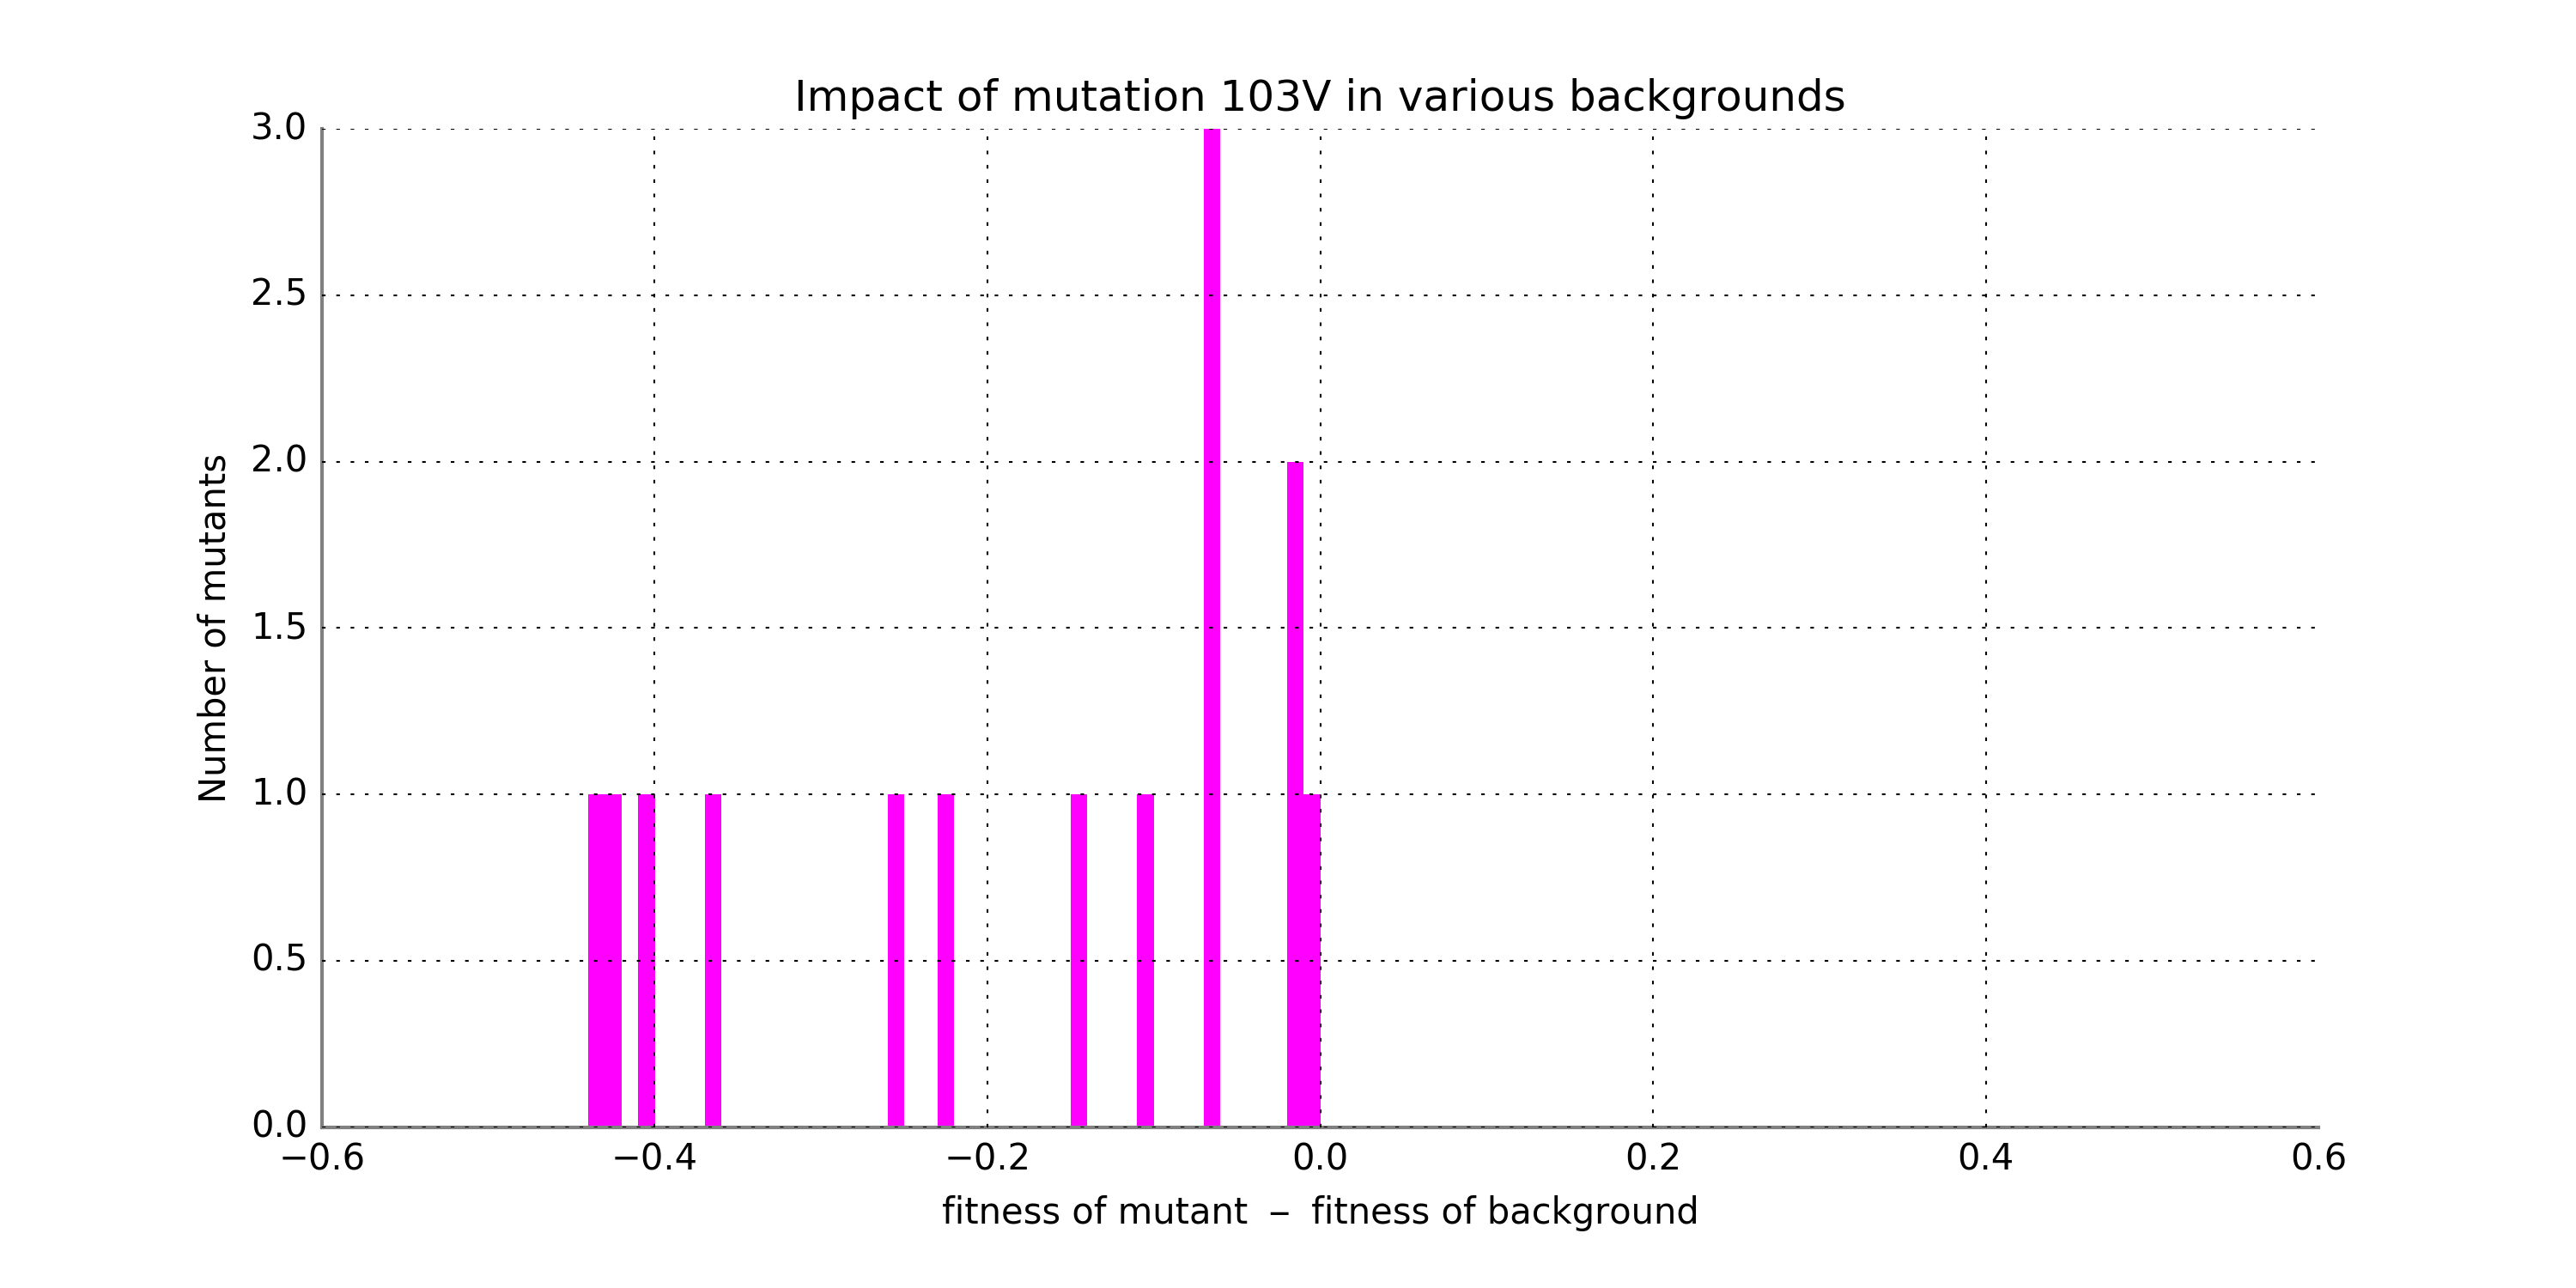 Impact of mutation 103V in various backgrounds
3.0
2.5
2.0
1.5
1.0
0.5
0.0
Number of mutants
−0.6 −0.4 −0.2 0.0 0.2 0.4 0.6
fitness of mutant − fitness of background